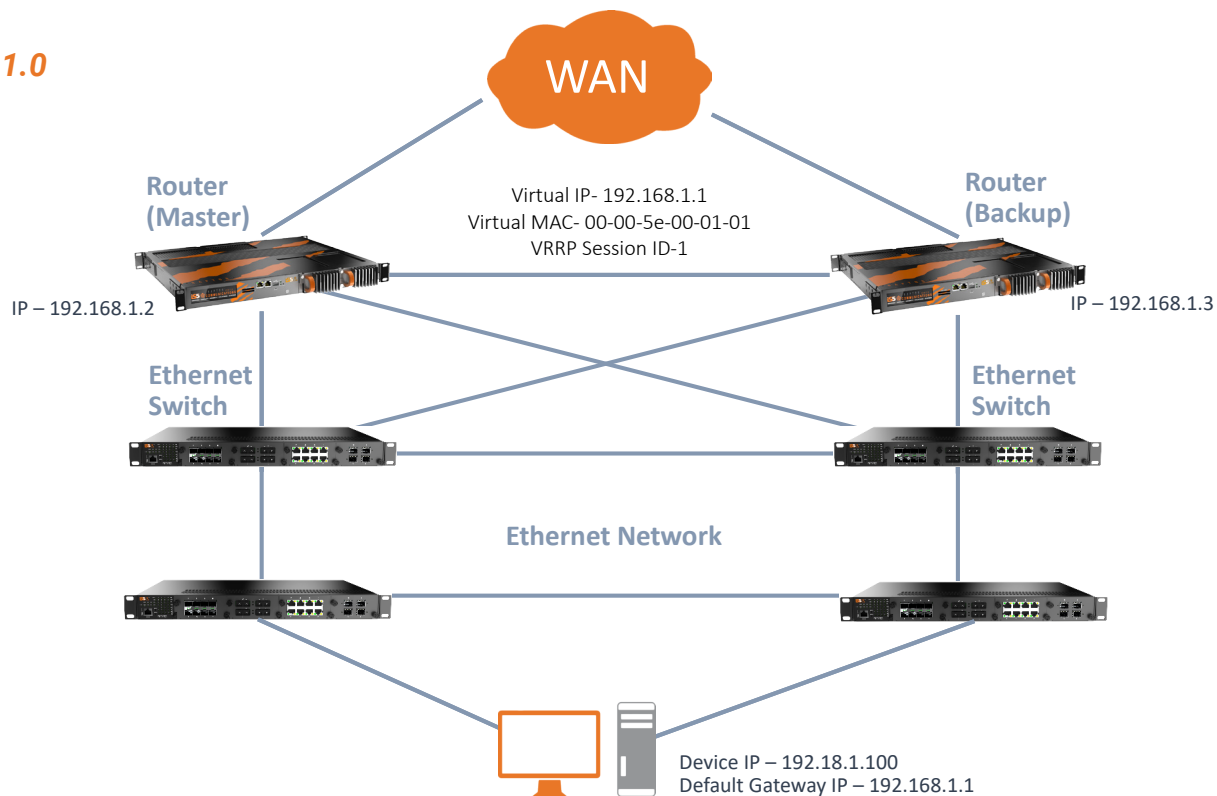 1.0
WAN
Router
(Master)
Virtual IP- 192.168.1.1
Virtual MAC- 00-00-5e-00-01-01
VRRP Session ID-1
Router
(Backup)
IP – 192.168.1.2
IP – 192.168.1.3
Ethernet
Switch
Ethernet
Switch
Ethernet Network
Device IP – 192.18.1.100
Default Gateway IP – 192.168.1.1